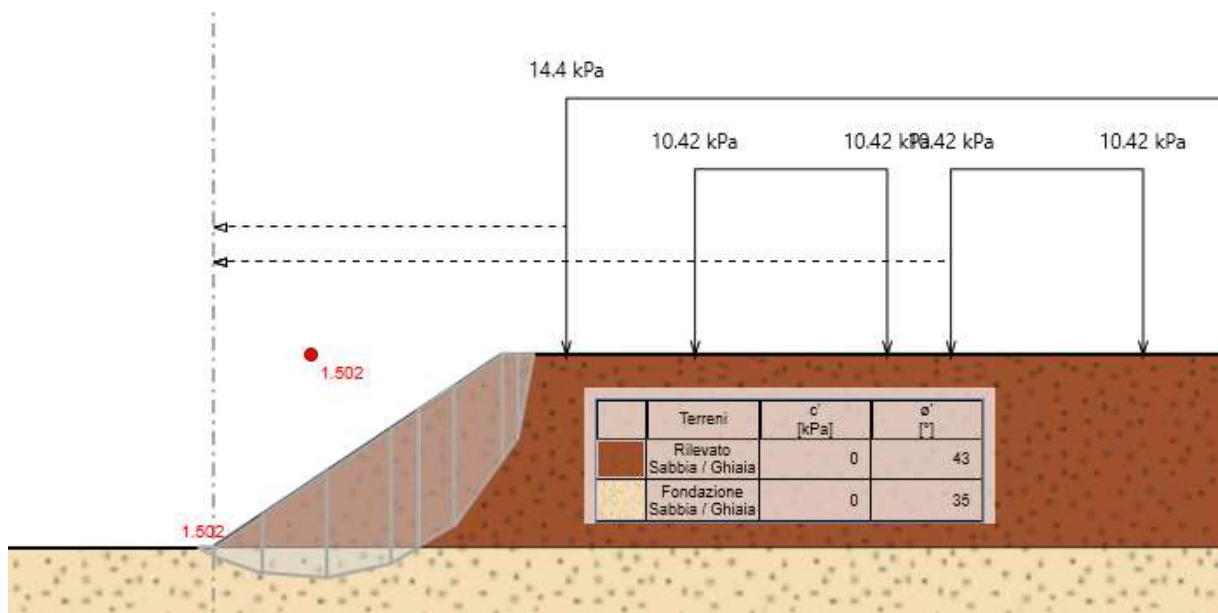 14.4 kPa
10.42 kPa
10.42 kPa
10.42 kPa
10.42 kPa
1.502
1.502
Terreni
c'
[kPa]
ø'
[°]
Rilevato
Sabbia / Ghiaia
0
43
Fondazione
Sabbia / Ghiaia
0
35